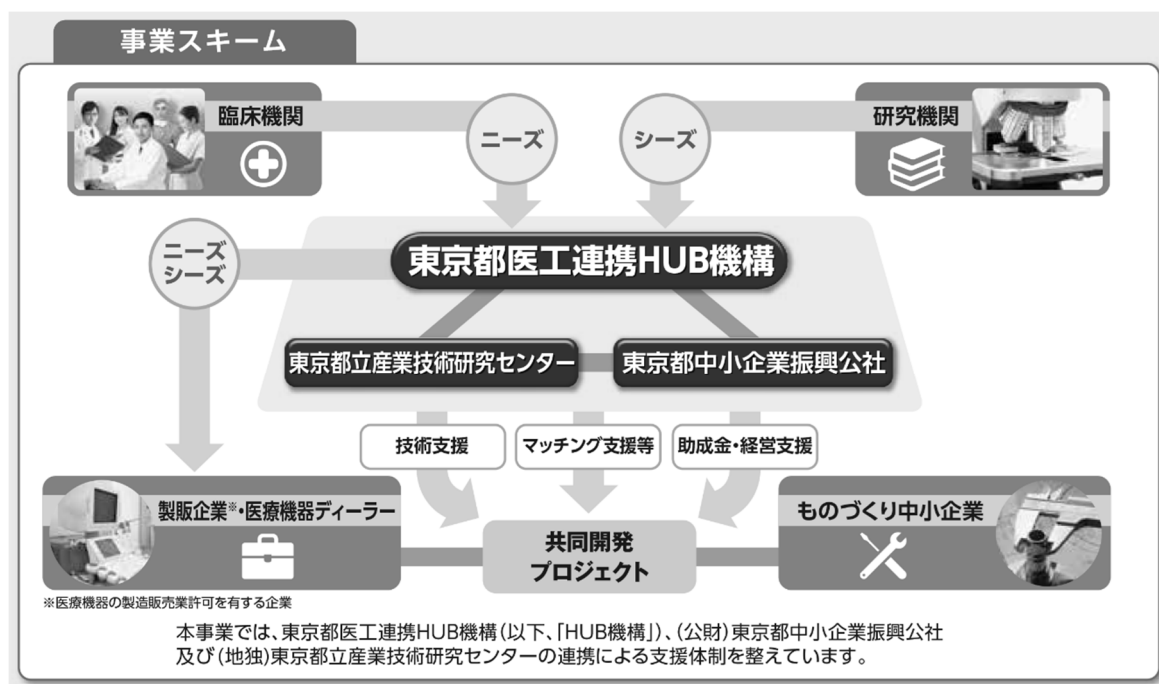 事業スキーム
臨床機関
ニーズ
シーズ
研究機関
ニーズ
シーズ
東京都医工連携HUB機構
東京都立産業技術研究センター
東京都中小企業振興公社
技術支援
マッチング支援等
助成金・経営支援
製販企業※・医療機器ディーラー
共同開発
プロジェクト
ものづくり中小企業
※医療機器の製造販売業許可を有する企業
本事業では、東京都医工連携HUB機構(以下、「HUB機構」)、(公財)東京都中小企業振興公社
及び(地独)東京都立産業技術研究センターの連携による支援体制を整えています。